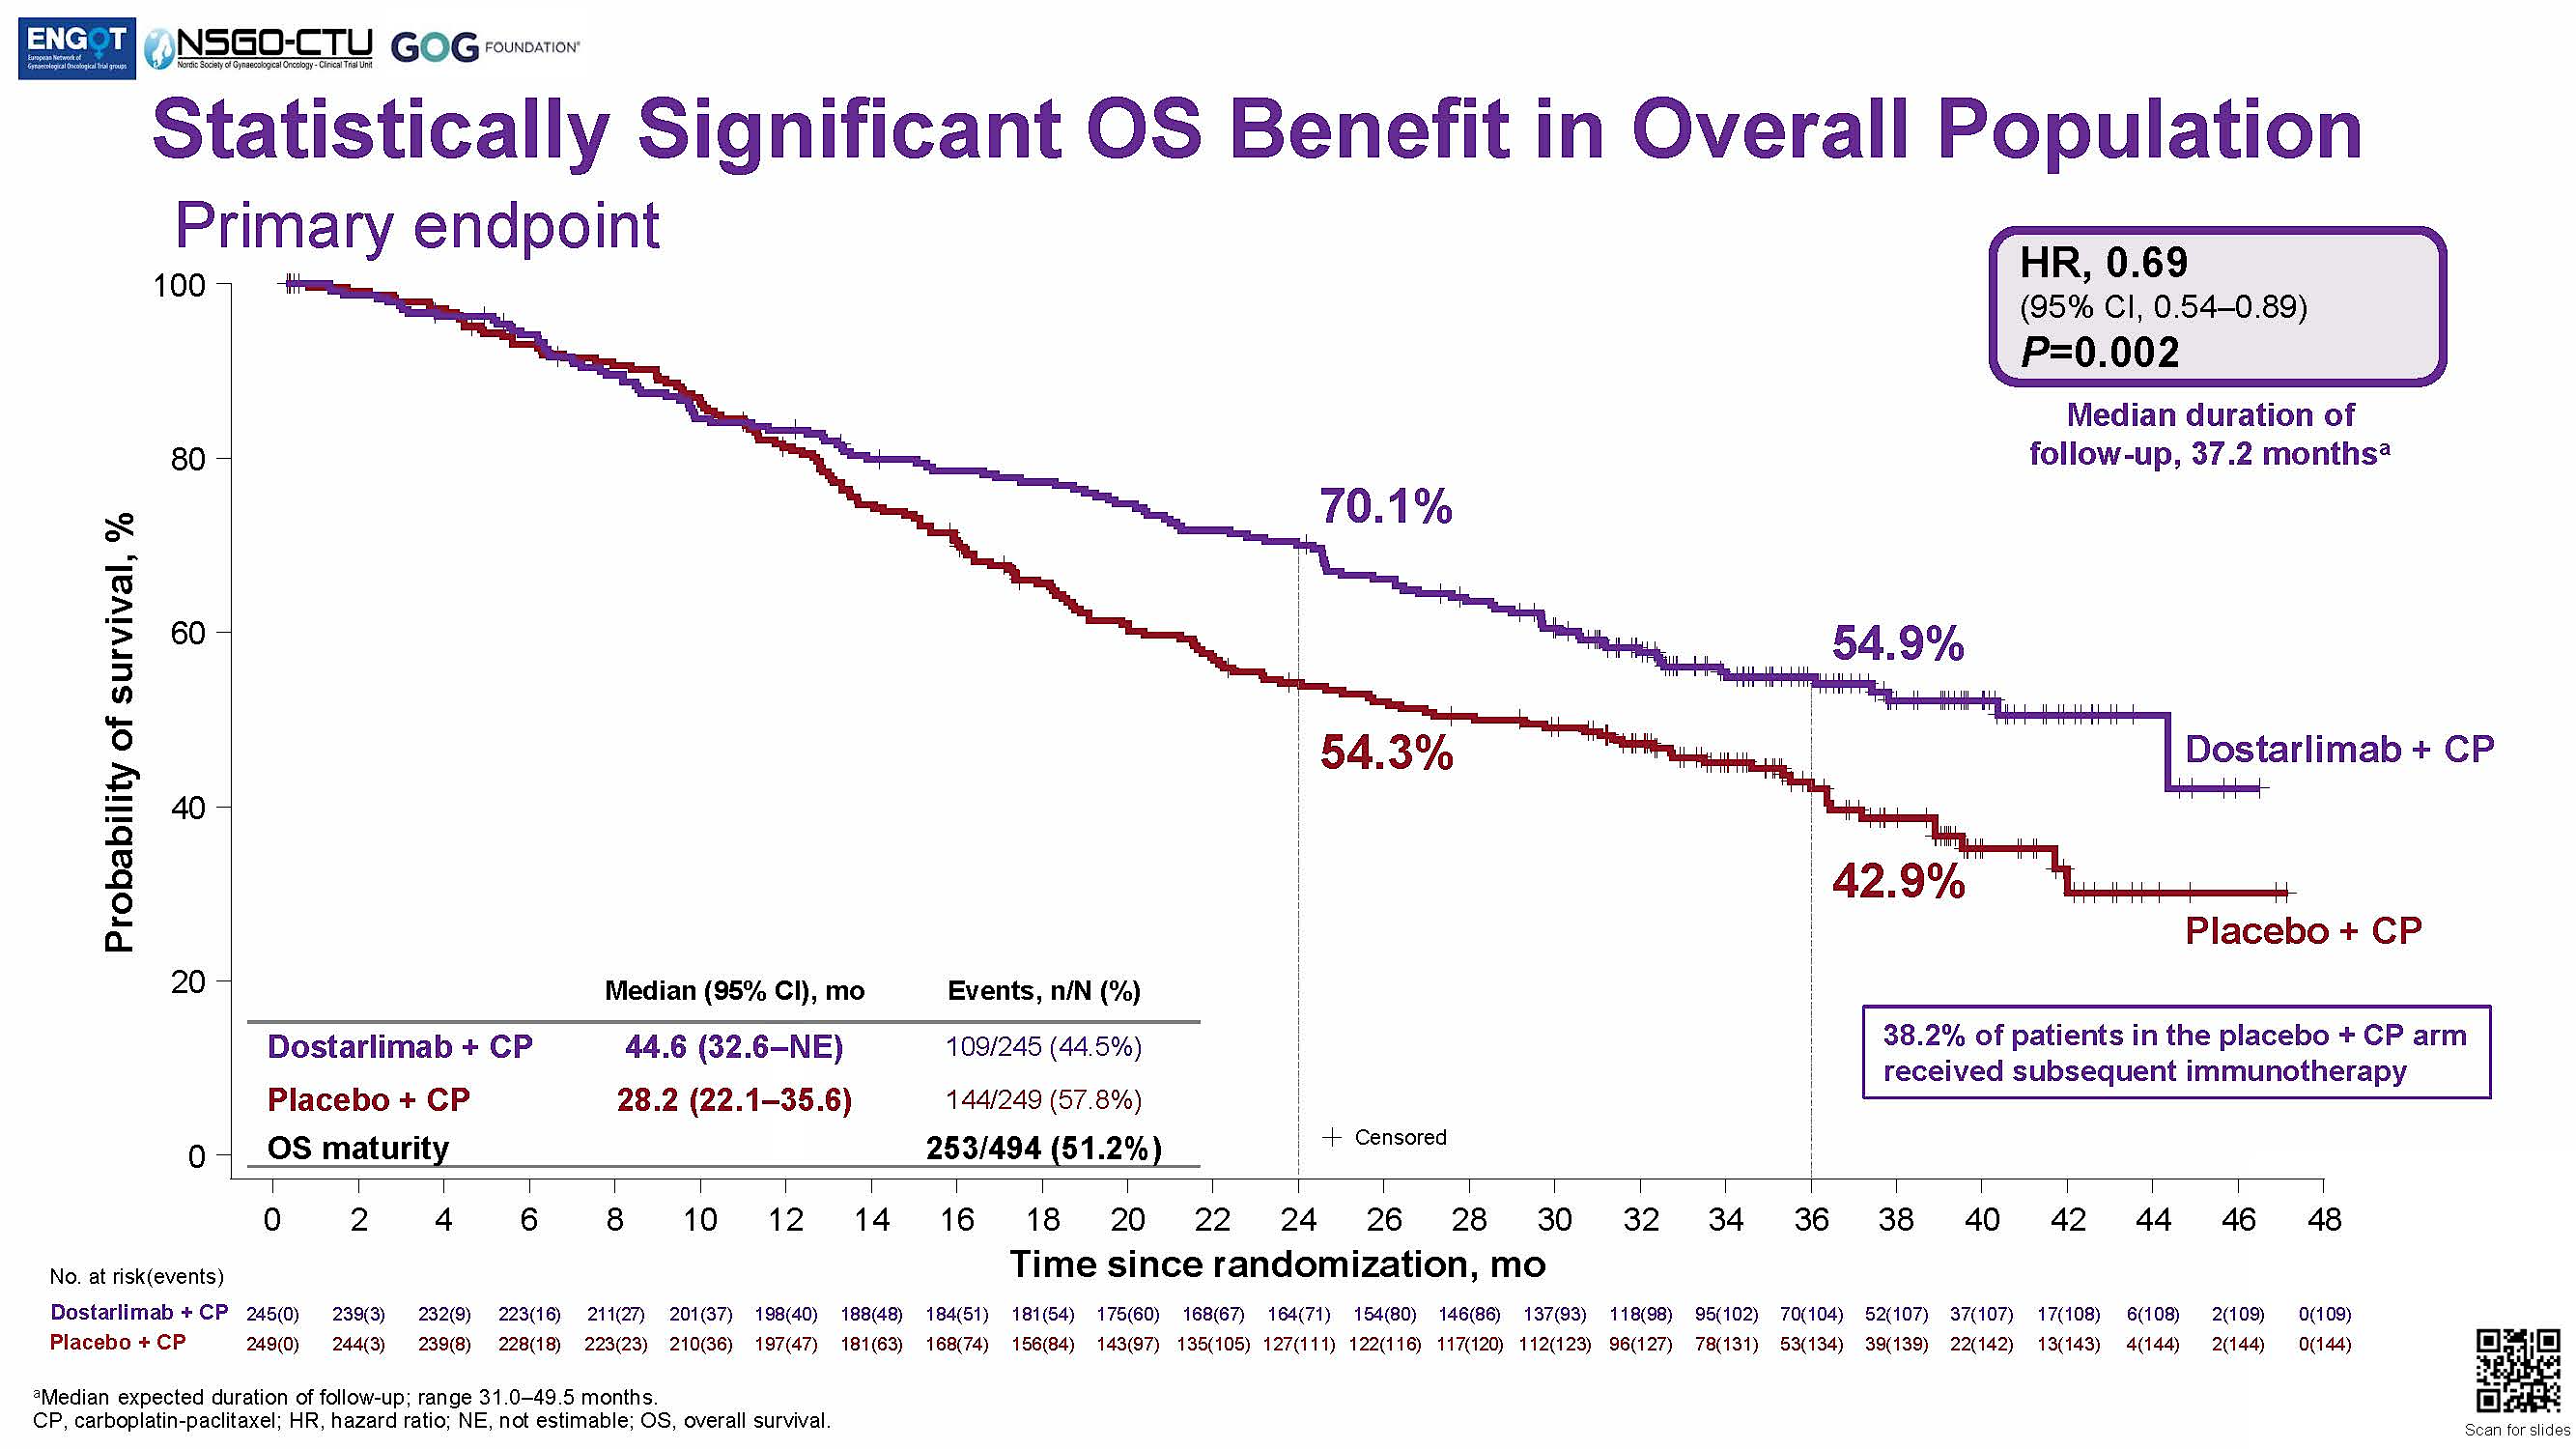 ENGOT
European Network of
Gynaecological Oncological Trial groups
NSGO-CTU
Nordic Society of Gynaecological Oncology - Clinical Trial Unit
GOG FOUNDATION®
Statistically Significant OS Benefit in Overall Population
Primary endpoint
HR, 0.69
(95% CI, 0.54–0.89)
P=0.002
Median duration of
follow-up, 37.2 monthsᵃ
Probability of survival, %
100
80
60
40
20
0
70.1%
54.9%
54.3%
42.9%
Dostarlimab + CP
Placebo + CP
Median (95% CI), mo Events, n/N (%)
Dostarlimab + CP 44.6 (32.6–NE) 109/245 (44.5%)
Placebo + CP 28.2 (22.1–35.6) 144/249 (57.8%)
OS maturity 253/494 (51.2%)
38.2% of patients in the placebo + CP arm
received subsequent immunotherapy
+ Censored
0 2 4 6 8 10 12 14 16 18 20 22 24 26 28 30 32 34 36 38 40 42 44 46 48
Time since randomization, mo
No. at risk(events)
Dostarlimab + CP 245(0) 239(3) 232(9) 223(16) 211(27) 201(37) 198(40) 188(48) 184(51) 181(54) 175(60) 168(67) 164(71) 154(80) 146(86) 137(93) 118(98) 95(102) 70(104) 52(107) 37(107) 17(108) 6(108) 2(109) 0(109)
Placebo + CP 249(0) 244(3) 239(8) 228(18) 223(23) 210(36) 197(47) 181(63) 168(74) 156(84) 143(97) 135(105) 127(111) 122(116) 117(120) 112(123) 96(127) 78(131) 53(134) 39(139) 22(142) 13(143) 4(144) 2(144) 0(144)
ᵃMedian expected duration of follow-up; range 31.0–49.5 months.
CP, carboplatin-paclitaxel; HR, hazard ratio; NE, not estimable; OS, overall survival.
Scan for slides